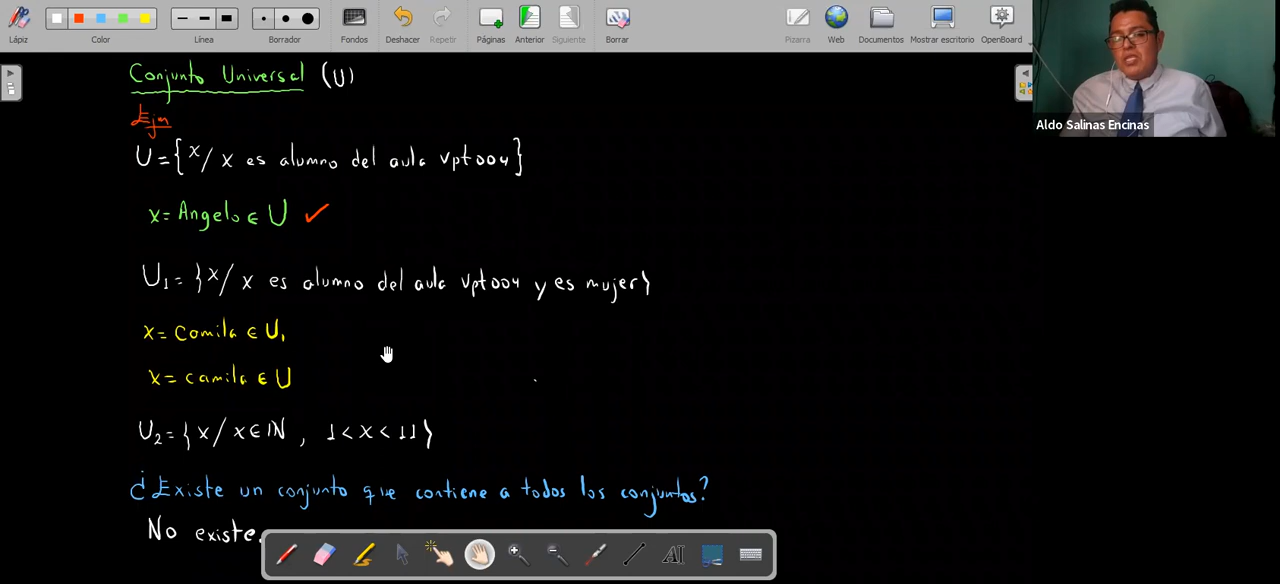 Lápiz Color Línea Borrador Fondos Deshacer Repetir Páginas Anterior Siguiente Borrar Pizarra Web Documentos Mostrar escritorio OpenBoard
Aldo Salinas Encinas
Conjunto Universal (U)
Ejm
U = {x/ x es alumno del aula vpt004}
x = Angelo ∈ U ✓
U₁ = {x/ x es alumno del aula vpt004 y es mujer}
x = Camila ∈ U₁
x = camila ∈ U
U₂ = {x/ x ∈ ℕ, 1 < x < 11}
¿Existe un conjunto que contiene a todos los conjuntos?
No existe.
AI